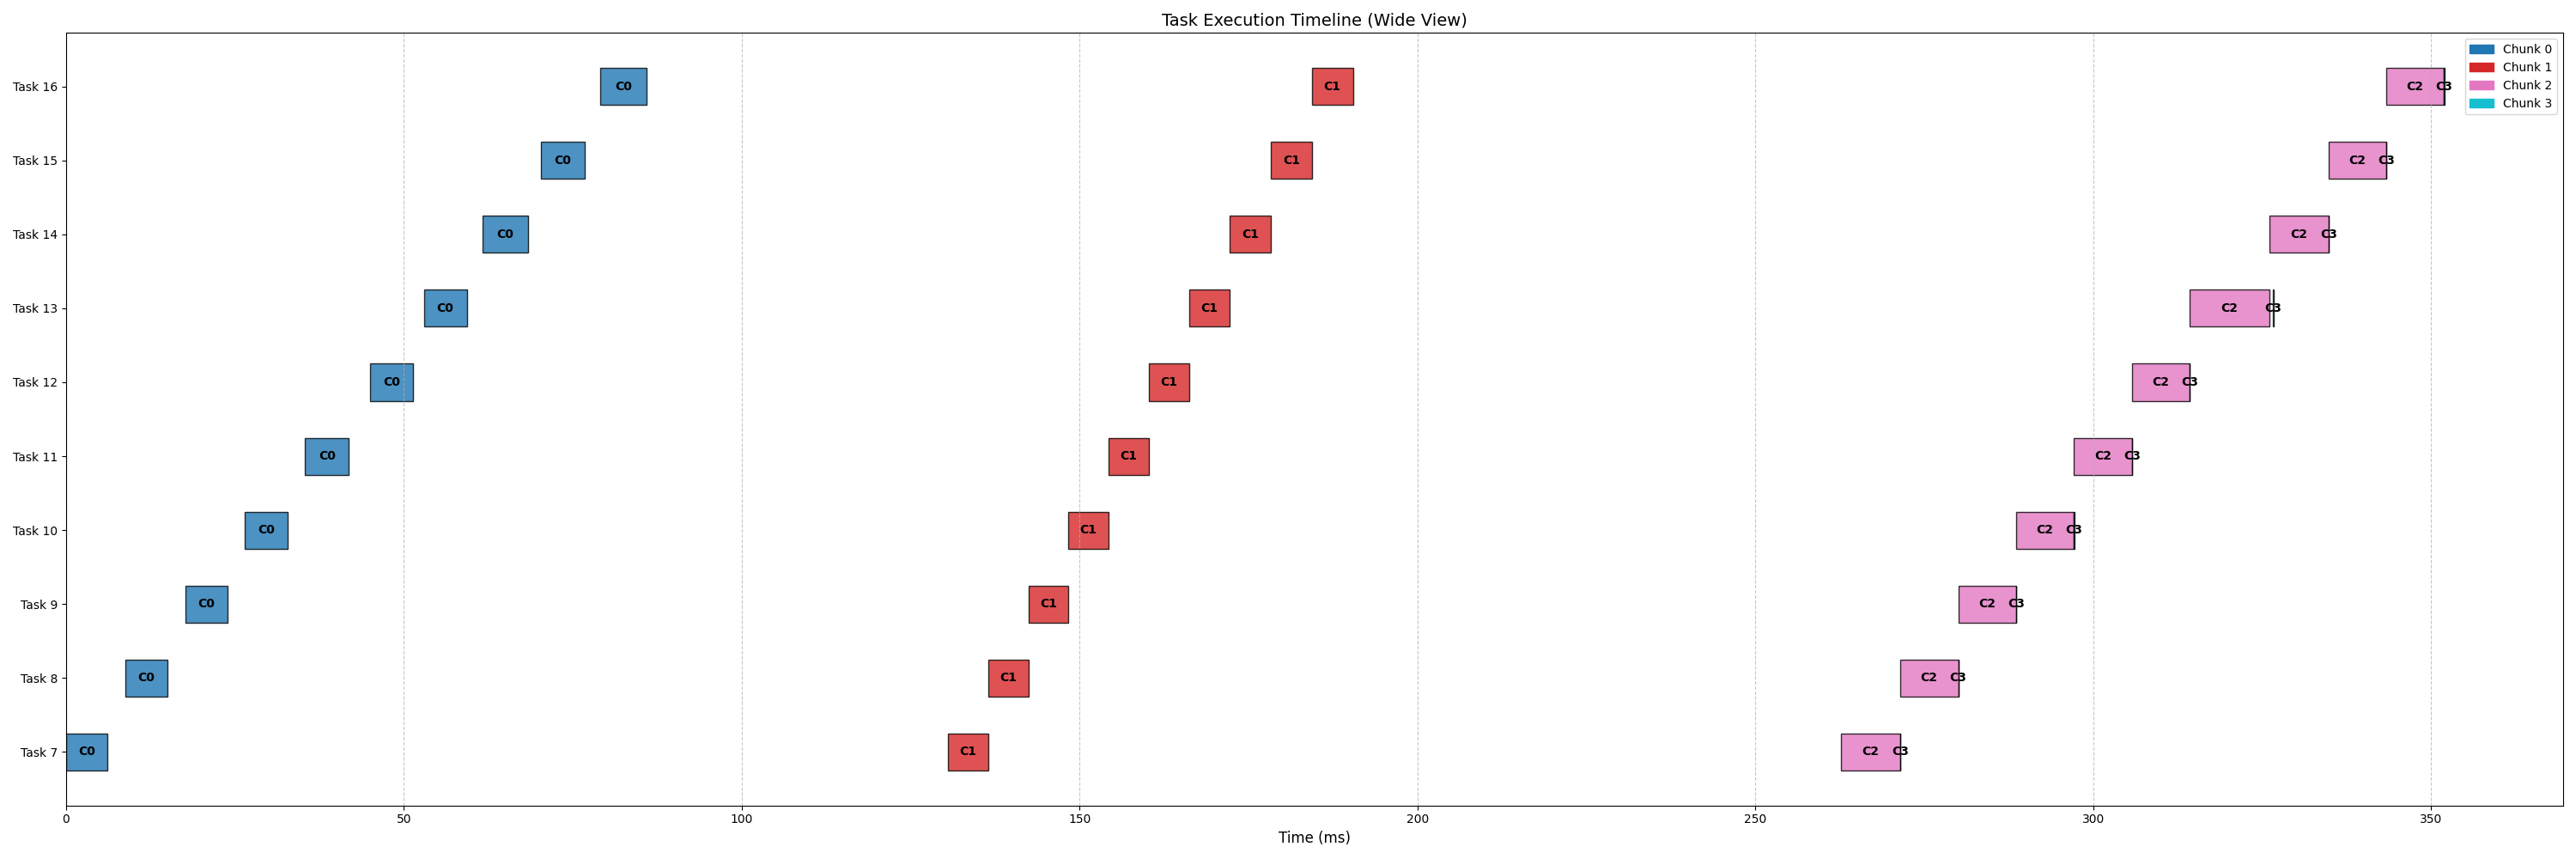 Task Execution Timeline (Wide View)
Chunk 0
Chunk 1
Chunk 2
Chunk 3
Task 16 C0 C1 C2 C3
Task 15 C0 C1 C2 C3
Task 14 C0 C1 C2 C3
Task 13 C0 C1 C2 C3
Task 12 C0 C1 C2 C3
Task 11 C0 C1 C2 C3
Task 10 C0 C1 C2 C3
Task 9 C0 C1 C2 C3
Task 8 C0 C1 C2 C3
Task 7 C0 C1 C2 C3
0 50 100 150 200 250 300 350
Time (ms)